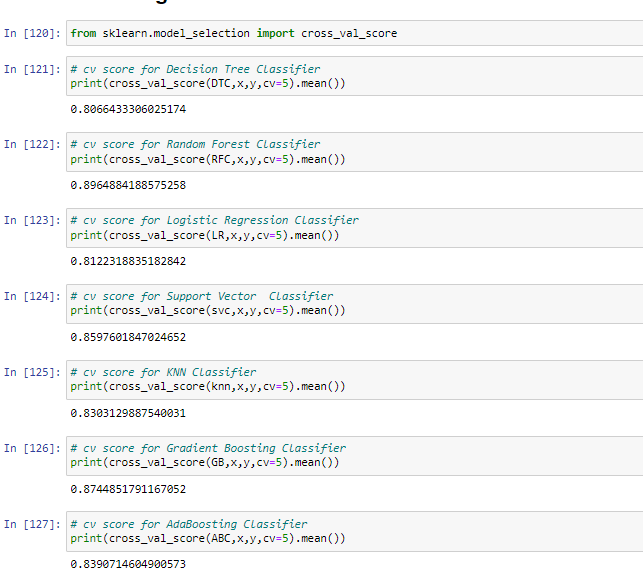 In [120]: from sklearn.model_selection import cross_val_score
In [121]: # cv score for Decision Tree Classifier
print(cross_val_score(DTC,x,y,cv=5).mean())
0.8066433306025174
In [122]: # cv score for Random Forest Classifier
print(cross_val_score(RFC,x,y,cv=5).mean())
0.8964884188575258
In [123]: # cv score for Logistic Regression Classifier
print(cross_val_score(LR,x,y,cv=5).mean())
0.8122318835182842
In [124]: # cv score for Support Vector  Classifier
print(cross_val_score(svc,x,y,cv=5).mean())
0.8597601847024652
In [125]: # cv score for KNN Classifier
print(cross_val_score(knn,x,y,cv=5).mean())
0.8303129887540031
In [126]: # cv score for Gradient Boosting Classifier
print(cross_val_score(GB,x,y,cv=5).mean())
0.8744851791167052
In [127]: # cv score for AdaBoosting Classifier
print(cross_val_score(ABC,x,y,cv=5).mean())
0.8390714604900573